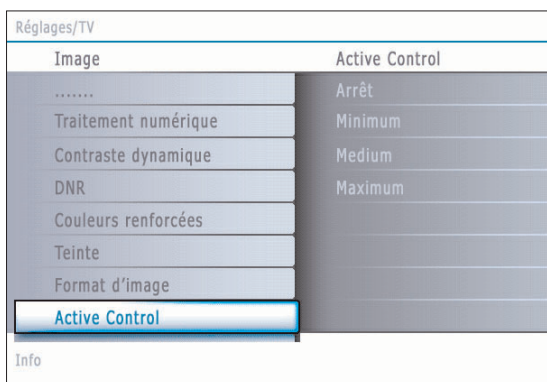 Réglages/TV
Image
Active Control
.......
Arrêt
Traitement numérique
Minimum
Contraste dynamique
Medium
DNR
Maximum
Couleurs renforcées
Teinte
Format d'image
Active Control
Info